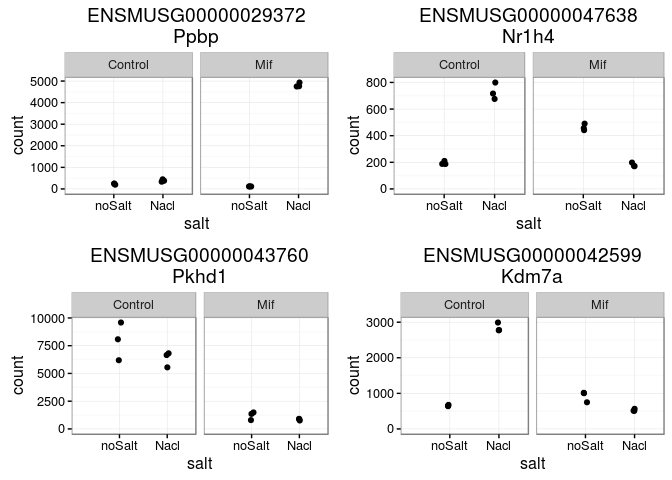 ENSMUSG00000029372
Ppbp
Control Mif
count
5000
4000
3000
2000
1000
0
noSalt Nacl noSalt Nacl
salt
ENSMUSG00000047638
Nr1h4
Control Mif
count
800
600
400
200
0
noSalt Nacl noSalt Nacl
salt
ENSMUSG00000043760
Pkhd1
Control Mif
count
10000
7500
5000
2500
0
noSalt Nacl noSalt Nacl
salt
ENSMUSG00000042599
Kdm7a
Control Mif
count
3000
2000
1000
0
noSalt Nacl noSalt Nacl
salt